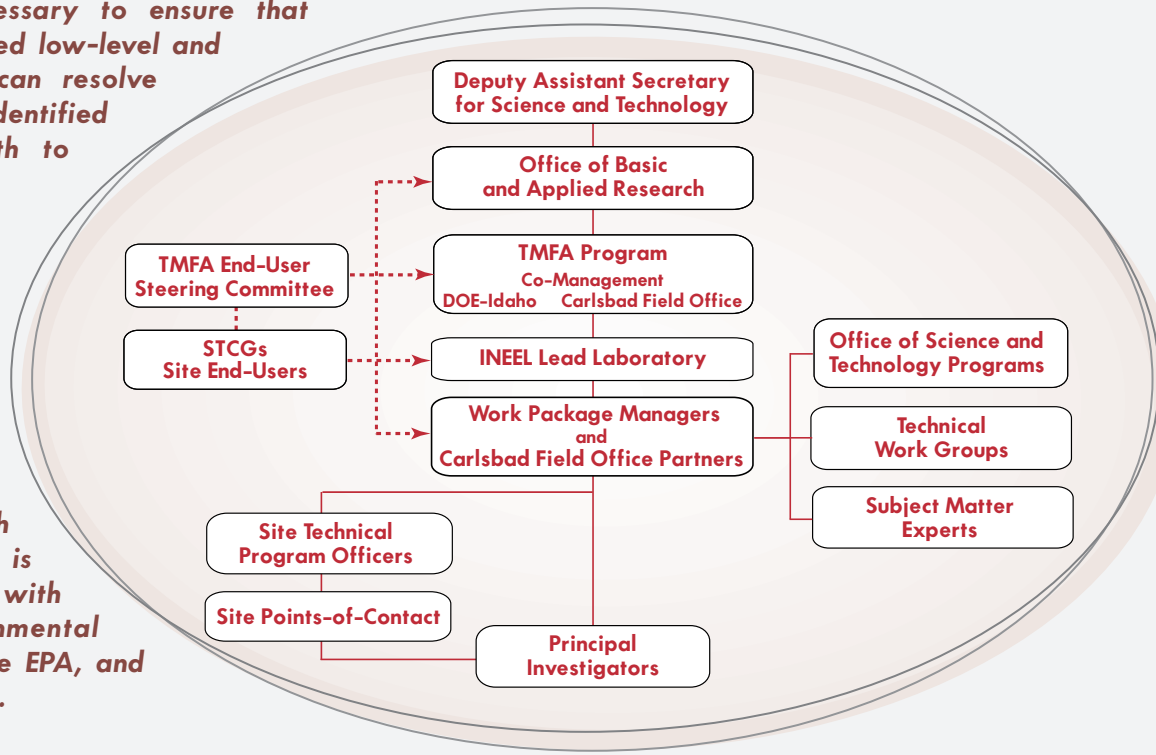 essary to ensure that
ed low-level and
can resolve
dentified
th to
Deputy Assistant Secretary
for Science and Technology
Office of Basic
and Applied Research
TMFA End-User
Steering Committee
TMFA Program
Co-Management
DOE-Idaho Carlsbad Field Office
STCGs
Site End-Users
INEEL Lead Laboratory
Office of Science and
Technology Programs
Work Package Managers
and
Carlsbad Field Office Partners
Technical
Work Groups
Subject Matter
Experts
Site Technical
Program Officers
Site Points-of-Contact
Principal
Investigators
h
is
with
nmental
e EPA, and
.